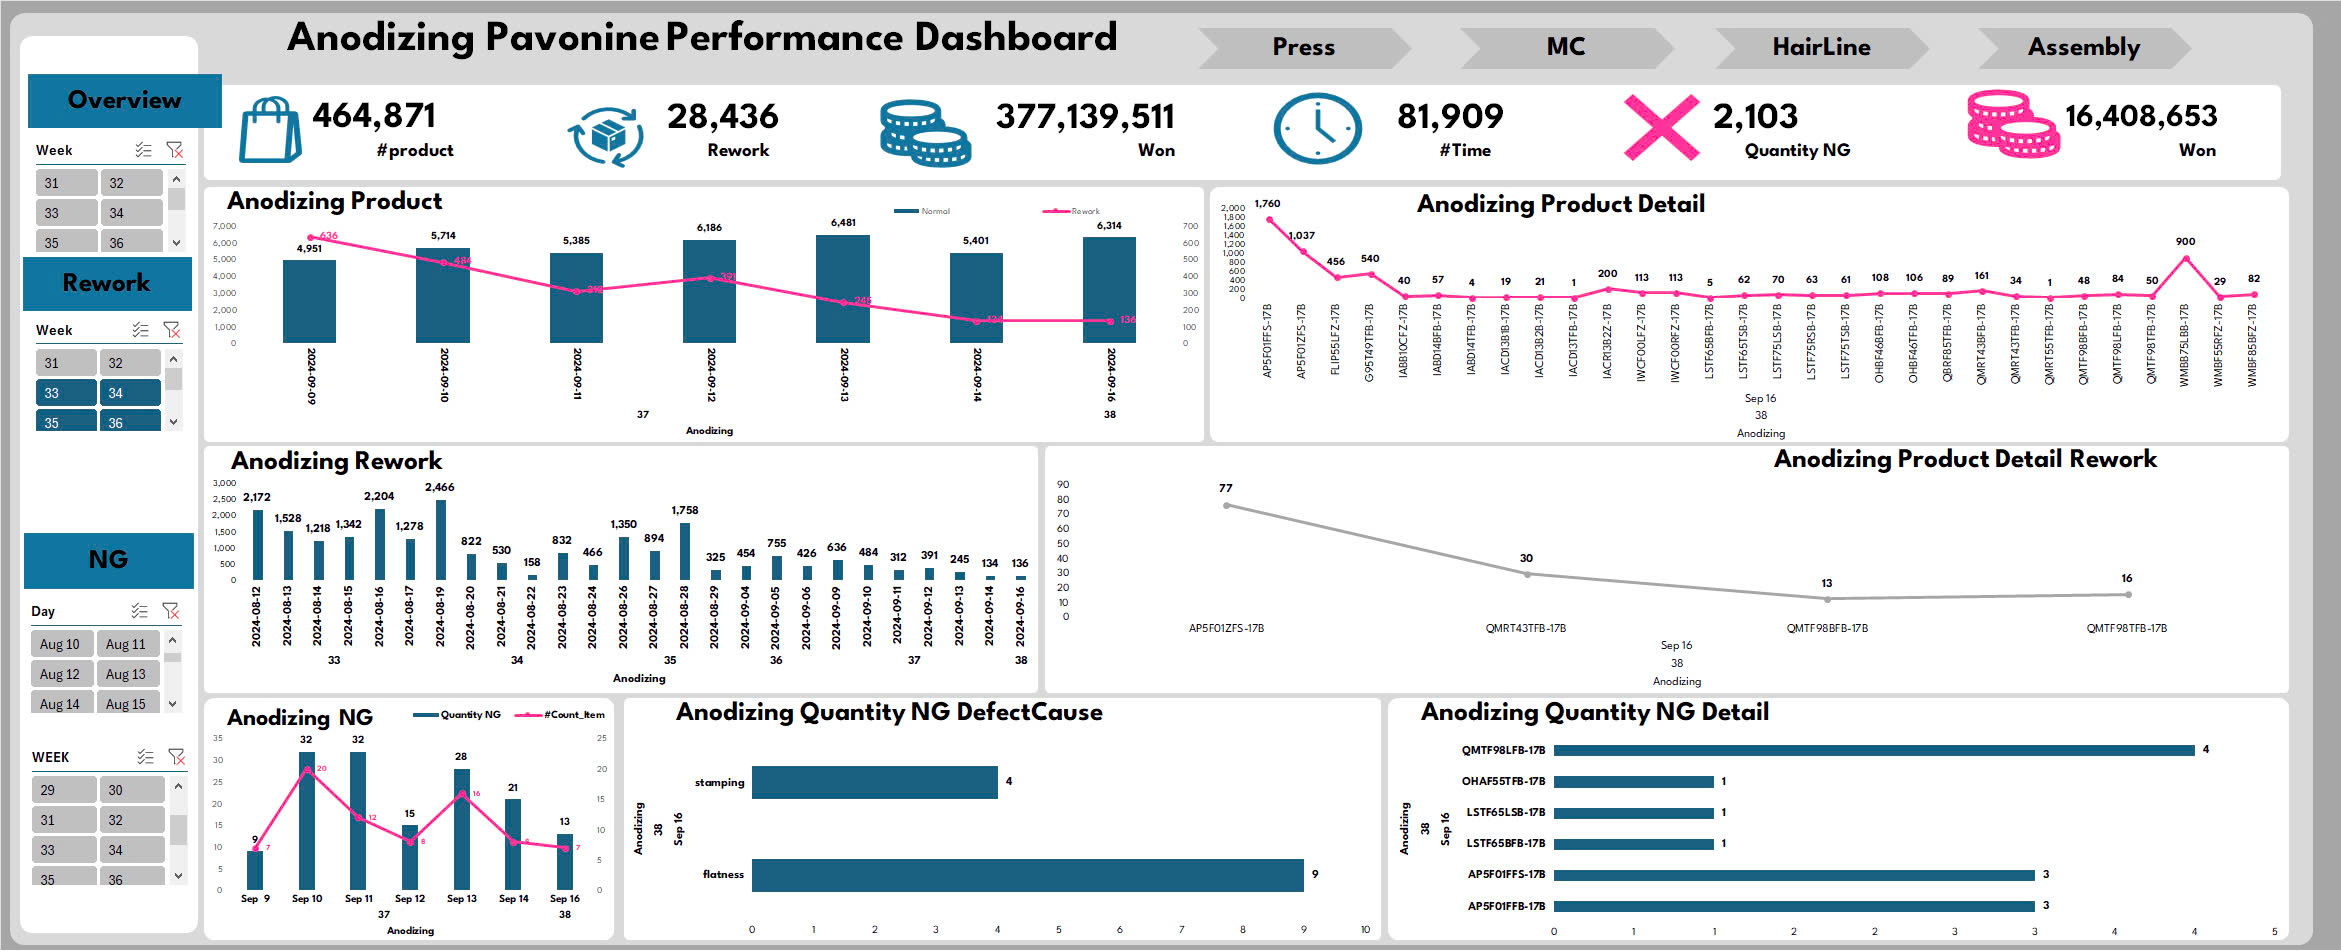 Anodizing Pavonine Performance Dashboard
Press
MC
HairLine
Assembly
Overview
Week
31 32
33 34
35 36
Rework
Week
31 32
33 34
35 36
NG
Day
Aug 10 Aug 11
Aug 12 Aug 13
Aug 14 Aug 15
WEEK
29 30
31 32
33 34
35 36
464,871
#product
28,436
Rework
377,139,511
Won
81,909
#Time
2,103
Quantity NG
16,408,653
Won
Anodizing Product
Normal Rework
7,000
6,000
5,000
4,000
3,000
2,000
1,000
0
4,951 5,714 5,385 6,186 6,481 5,401 6,314
636 484 312 391 245 134 136
700
600
500
400
300
200
100
0
2024-09-09 2024-09-10 2024-09-11 2024-09-12 2024-09-13 2024-09-14 2024-09-16
37 38
Anodizing
Anodizing Product Detail
2,000
1,800
1,600
1,400
1,200
1,000
800
600
400
200
0
1,760 1,037 456 540 40 57 4 19 21 1 200 113 113 5 62 70 63 61 108 106 89 161 34 1 48 84 50 900 29 82
AP5F01FFS-17B AP5F01ZFS-17B FLIP55LFZ-17B G95T49TFB-17B IABB10CFZ-17B IABD14BFB-17B IABD14TFB-17B IACD13B1B-17B IACD13B2B-17B IACD13TFB-17B IACR13B2Z-17B IWCF00LFZ-17B IWCF00RFZ-17B LSTF65BFB-17B LSTF65TSB-17B LSTF75LSB-17B LSTF75RSB-17B LSTF75TSB-17B OHBF46BFB-17B OHBF46TFB-17B QBRF85TFB-17B QMRT43BFB-17B QMRT43TFB-17B QMRT55TFB-17B QMTF98BFB-17B QMTF98LFB-17B QMTF98TFB-17B WMBB75LBB-17B WMBF55RFZ-17B WMBF85BFZ-17B
Sep 16
38
Anodizing
Anodizing Rework
3,000
2,500
2,000
1,500
1,000
500
0
2,172 1,528 1,218 1,342 2,204 1,278 2,466 822 530 158 832 466 1,350 894 1,758 325 454 755 426 636 484 312 391 245 134 136
2024-08-12 2024-08-13 2024-08-14 2024-08-15 2024-08-16 2024-08-17 2024-08-19 2024-08-20 2024-08-21 2024-08-22 2024-08-23 2024-08-24 2024-08-26 2024-08-27 2024-08-28 2024-08-29 2024-09-04 2024-09-05 2024-09-06 2024-09-09 2024-09-10 2024-09-11 2024-09-12 2024-09-13 2024-09-14 2024-09-16
33 34 35 36 37 38
Anodizing
Anodizing Product Detail Rework
90
80
70
60
50
40
30
20
10
0
77 30 13 16
AP5F01ZFS-17B QMRT43TFB-17B QMTF98BFB-17B QMTF98TFB-17B
Sep 16
38
Anodizing
Anodizing NG
Quantity NG #Count_Item
35
30
25
20
15
10
5
0
9 32 32 15 28 21 13
7 20 12 8 16 8 7
25
20
15
10
5
0
Sep 9 Sep 10 Sep 11 Sep 12 Sep 13 Sep 14 Sep 16
37 38
Anodizing
Anodizing Quantity NG DefectCause
Anodizing
38
Sep 16
stamping 4
flatness 9
0 1 2 3 4 5 6 7 8 9 10
Anodizing Quantity NG Detail
Anodizing
38
Sep 16
QMTF98LFB-17B 4
OHAF55TFB-17B 1
LSTF65LSB-17B 1
LSTF65BFB-17B 1
AP5F01FFS-17B 3
AP5F01FFB-17B 3
0 1 1 2 2 3 3 4 4 5